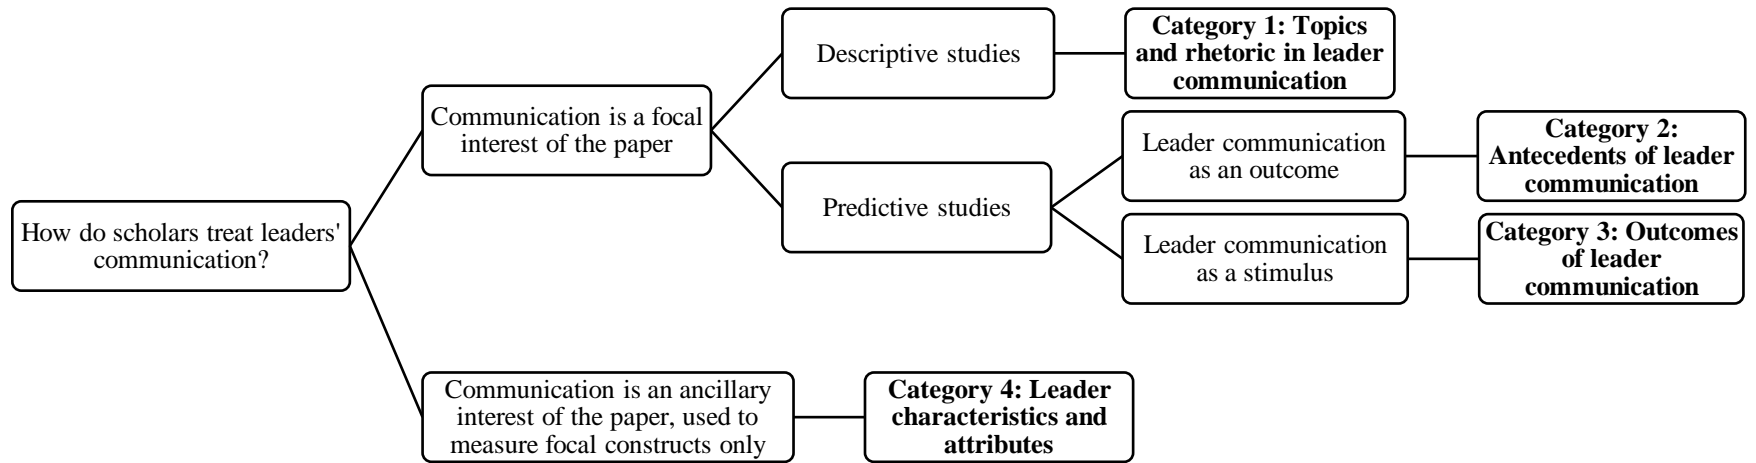 How do scholars treat leaders'
communication?
Communication is a focal
interest of the paper
Descriptive studies
Category 1: Topics
and rhetoric in leader
communication
Predictive studies
Leader communication
as an outcome
Category 2:
Antecedents of leader
communication
Leader communication
as a stimulus
Category 3: Outcomes
of leader
communication
Communication is an ancillary
interest of the paper, used to
measure focal constructs only
Category 4: Leader
characteristics and
attributes